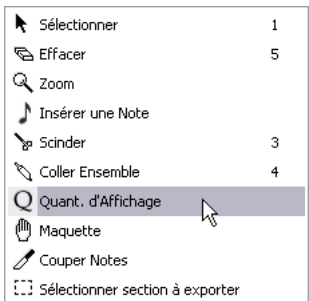 Sélectionner 1
Effacer 5
Zoom
Insérer une Note
Scinder 3
Coller Ensemble 4
Q Quant. d'Affichage
Maquette
Couper Notes
Sélectionner section à exporter